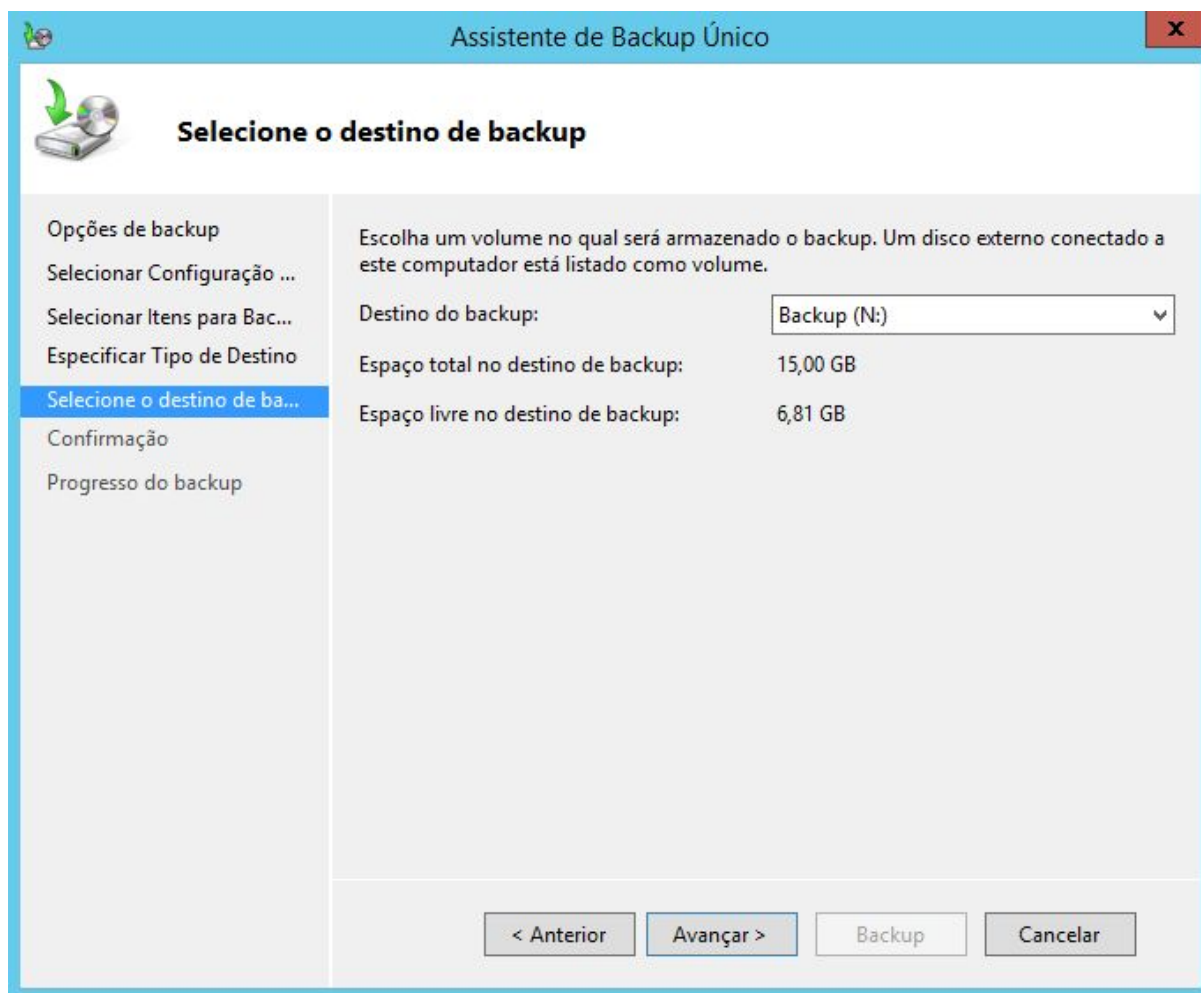 Assistente de Backup Único
x
Selecione o destino de backup
Opções de backup
Selecionar Configuração ...
Selecionar Itens para Bac...
Especificar Tipo de Destino
Selecione o destino de ba...
Confirmação
Progresso do backup
Escolha um volume no qual será armazenado o backup. Um disco externo conectado a
este computador está listado como volume.
Destino do backup: Backup (N:)
Espaço total no destino de backup: 15,00 GB
Espaço livre no destino de backup: 6,81 GB
< Anterior Avançar > Backup Cancelar